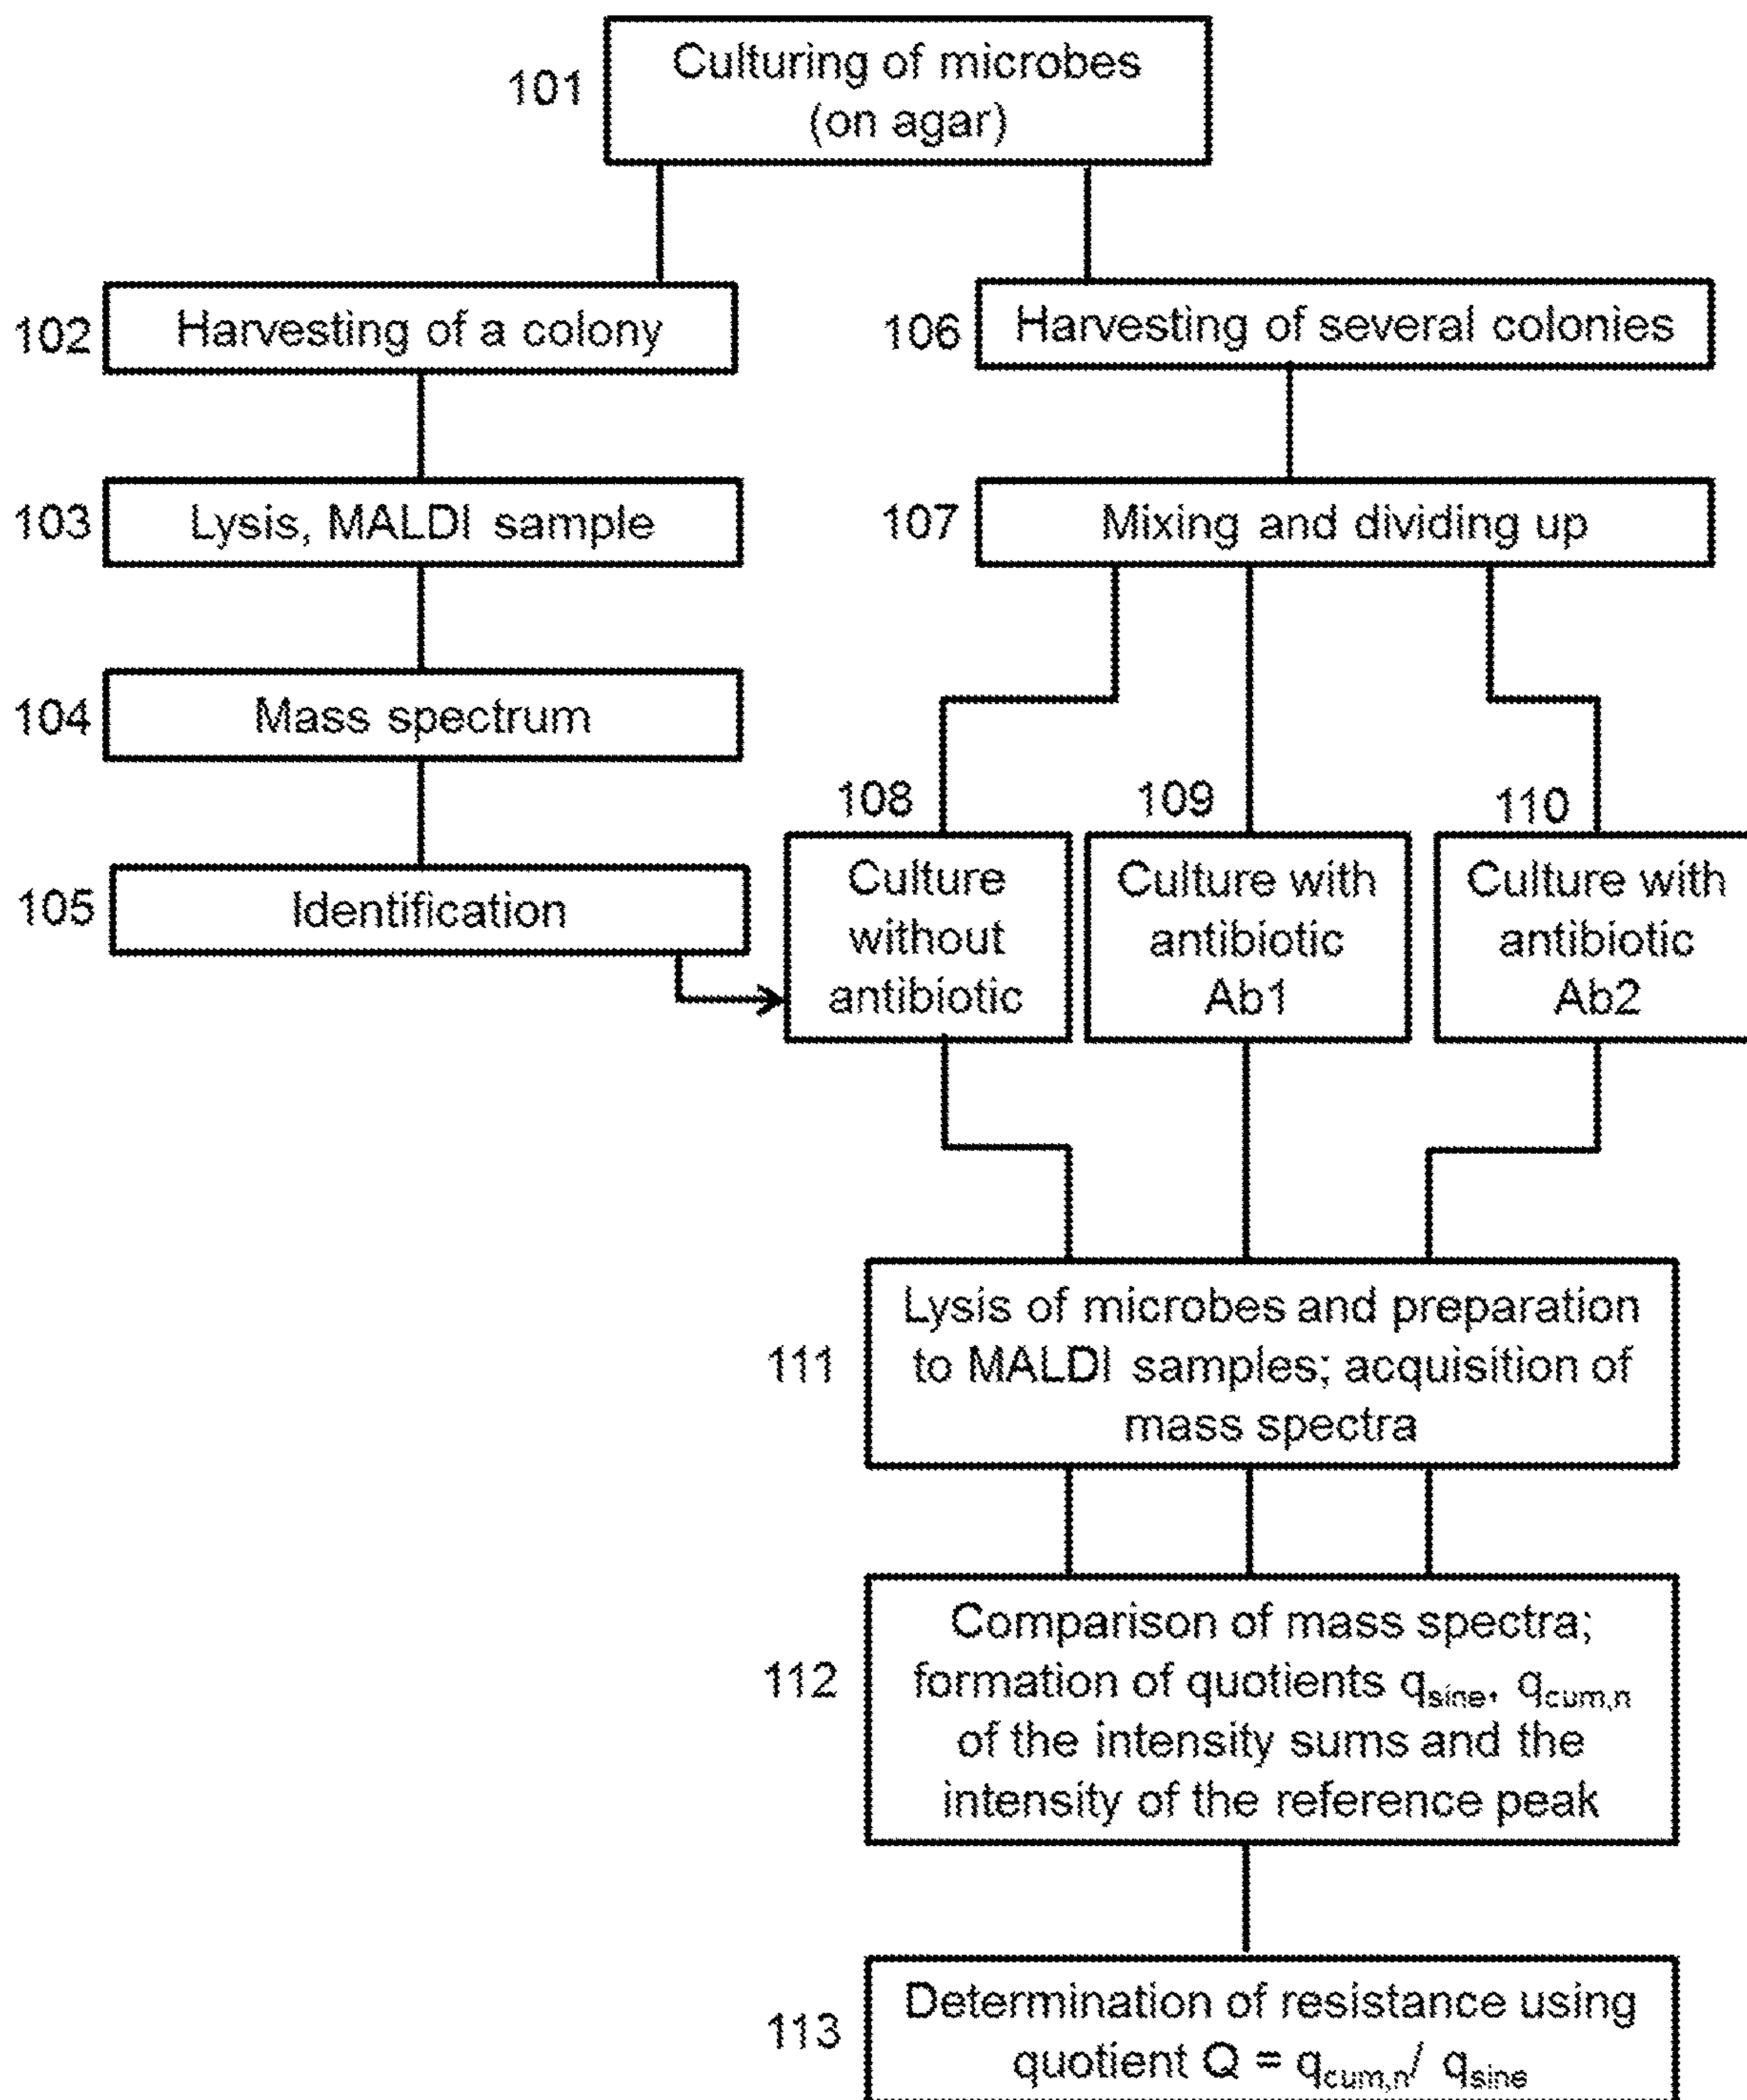 101
Culturing of microbes
(on agar)
102
Harvesting of a colony
106
Harvesting of several colonies
103
Lysis, MALDI sample
107
Mixing and dividing up
104
Mass spectrum
105
Identification
108
Culture
without
antibiotic
109
Culture with
antibiotic
Ab1
110
Culture with
antibiotic
Ab2
111
Lysis of microbes and preparation
to MALDI samples; acquisition of
mass spectra
112
Comparison of mass spectra;
formation of quotients q_sine, q_cum,n
of the intensity sums and the
intensity of the reference peak
113
Determination of resistance using
quotient Q = q_cum,n/ q_sine